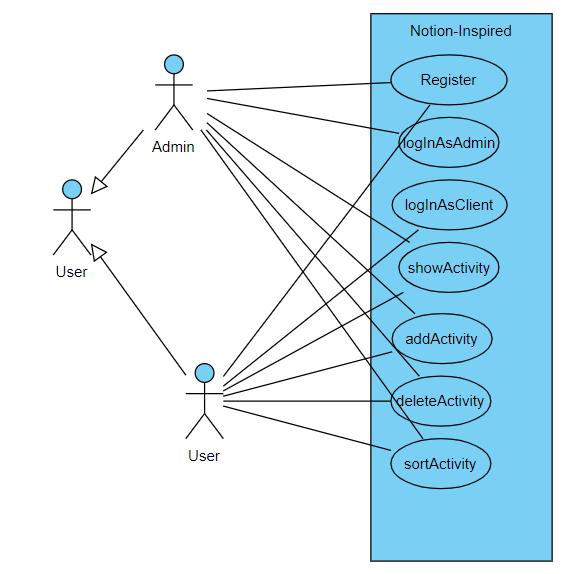 Notion-Inspired
Register
Admin
logInAsAdmin
logInAsClient
User
showActivity
addActivity
deleteActivity
User
sortActivity